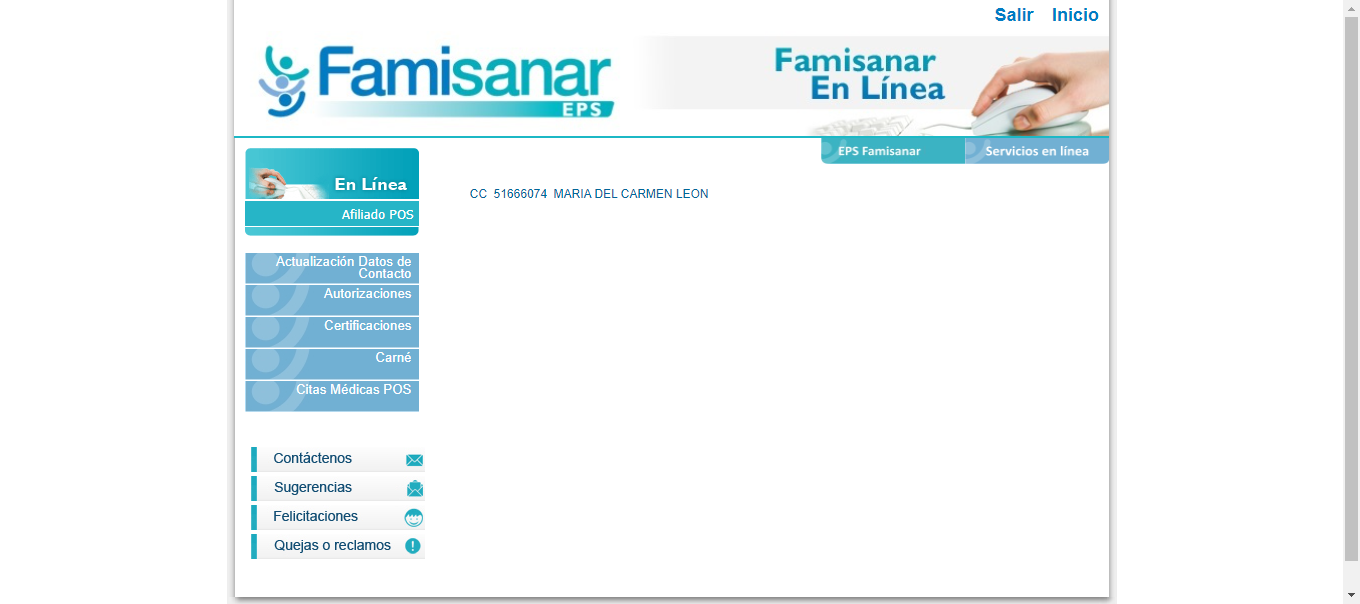 Salir Inicio
Famisanar
EPS
Famisanar
En Línea
EPS Famisanar
Servicios en línea
En Línea
Afiliado POS
CC 51666074 MARIA DEL CARMEN LEON
Actualización Datos de
Contacto
Autorizaciones
Certificaciones
Carné
Citas Médicas POS
Contáctenos
Sugerencias
Felicitaciones
Quejas o reclamos